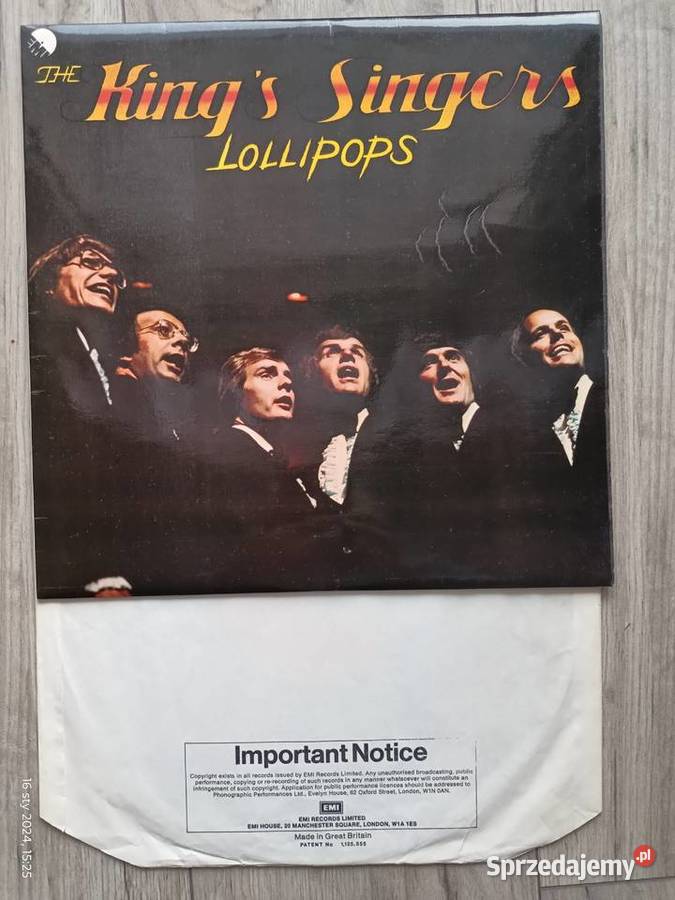 EMI
THE King's Singers
LOLLIPOPS
Important Notice
Copyright exists in all records issued by EMI Records Limited. Any unauthorised broadcasting, public
performance, copying or re-recording of such records in any manner whatsoever will constitute an
infringement of such copyright. Application for public performance licences should be addressed to
Phonographic Performances Ltd., Evelyn House, 62 Oxford Street, London, W1N 0AN.
EMI
EMI RECORDS LIMITED
EMI HOUSE, 20 MANCHESTER SQUARE, LONDON, W1A 1ES
Made in Great Britain
PATENT No 1,125,555
16 sty 2024, 15:25
Sprzedajemy.pl